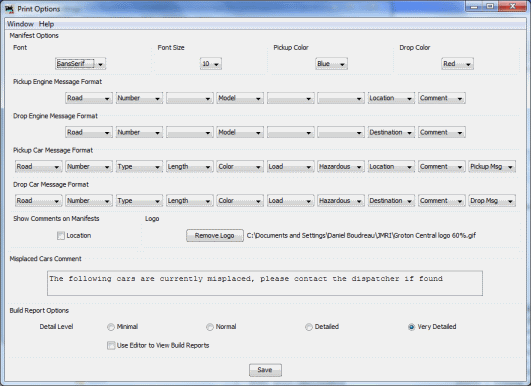 Print Options
Window Help
Manifest Options
Font Font Size Pickup Color Drop Color
SansSerif 10 Blue Red
Pickup Engine Message Format
Road Number Model Location Comment
Drop Engine Message Format
Road Number Model Destination Comment
Pickup Car Message Format
Road Number Type Length Color Load Hazardous Location Comment Pickup Msg
Drop Car Message Format
Road Number Type Length Color Load Hazardous Destination Comment Drop Msg
Show Comments on Manifests Logo
Location Remove Logo C:\Documents and Settings\Daniel Boudreau\JMRI\Groton Central logo 60%.gif
Misplaced Cars Comment
The following cars are currently misplaced, please contact the dispatcher if found
Build Report Options
Detail Level Minimal Normal Detailed Very Detailed
Use Editor to View Build Reports
Save